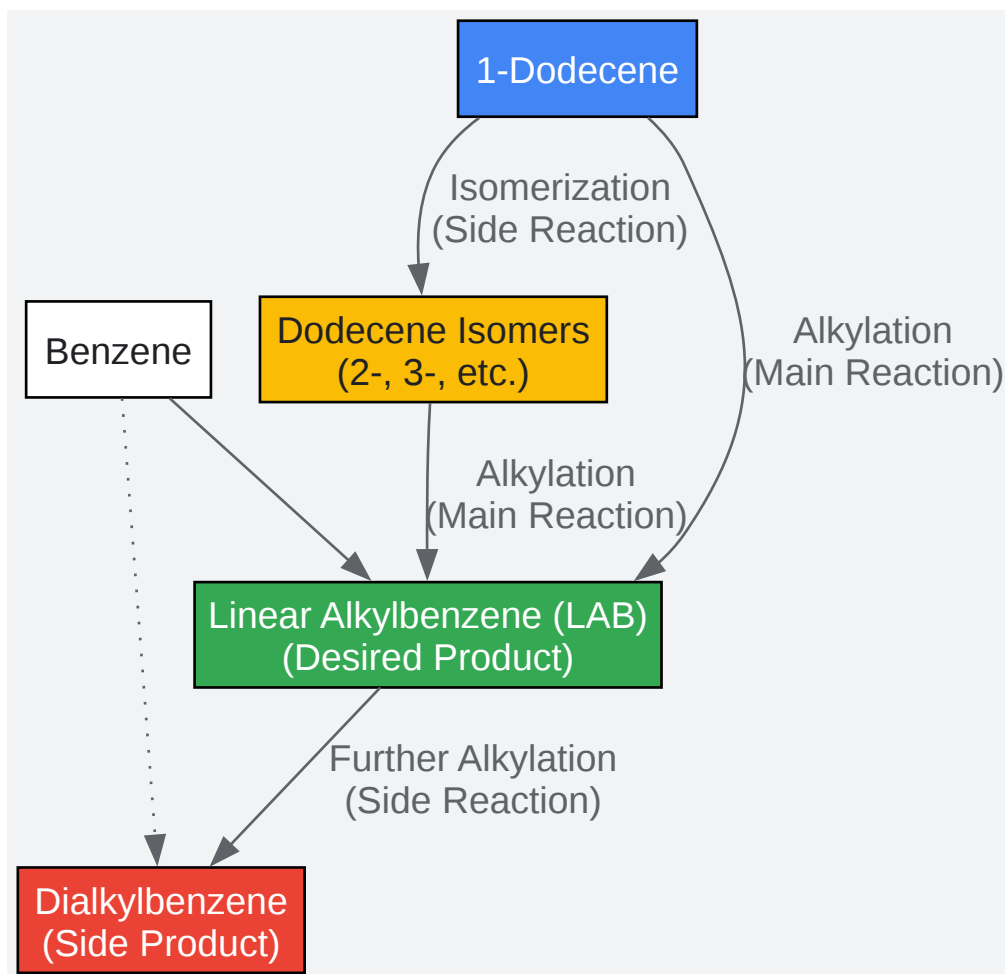 1-Dodecene
Isomerization
(Side Reaction)
Benzene
Dodecene Isomers
(2-, 3-, etc.)
Alkylation
(Main Reaction)
Alkylation
(Main Reaction)
Linear Alkylbenzene (LAB)
(Desired Product)
Further Alkylation
(Side Reaction)
Dialkylbenzene
(Side Product)